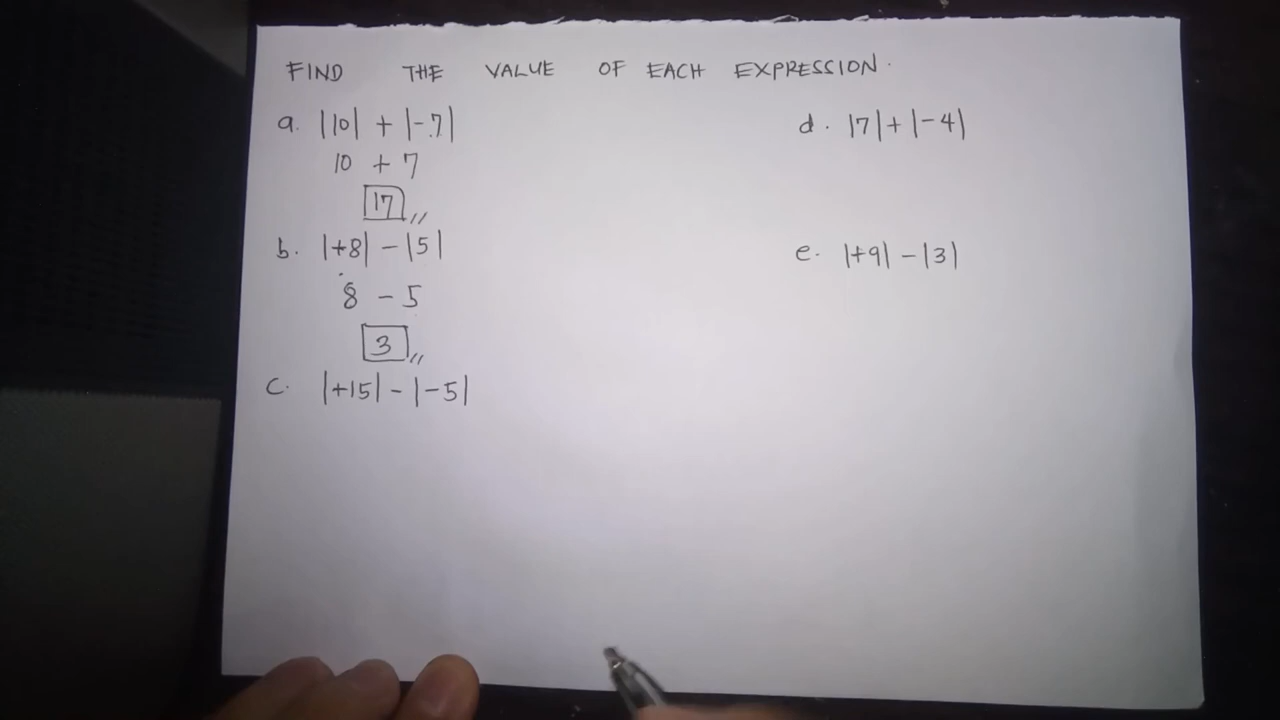 FIND THE VALUE OF EACH EXPRESSION.
a. |10| + |-7|
10 + 7
17
b. |+8| - |5|
8 - 5
3
c. |+15| - |-5|
d. |7| + |-4|
e. |+9| - |3|